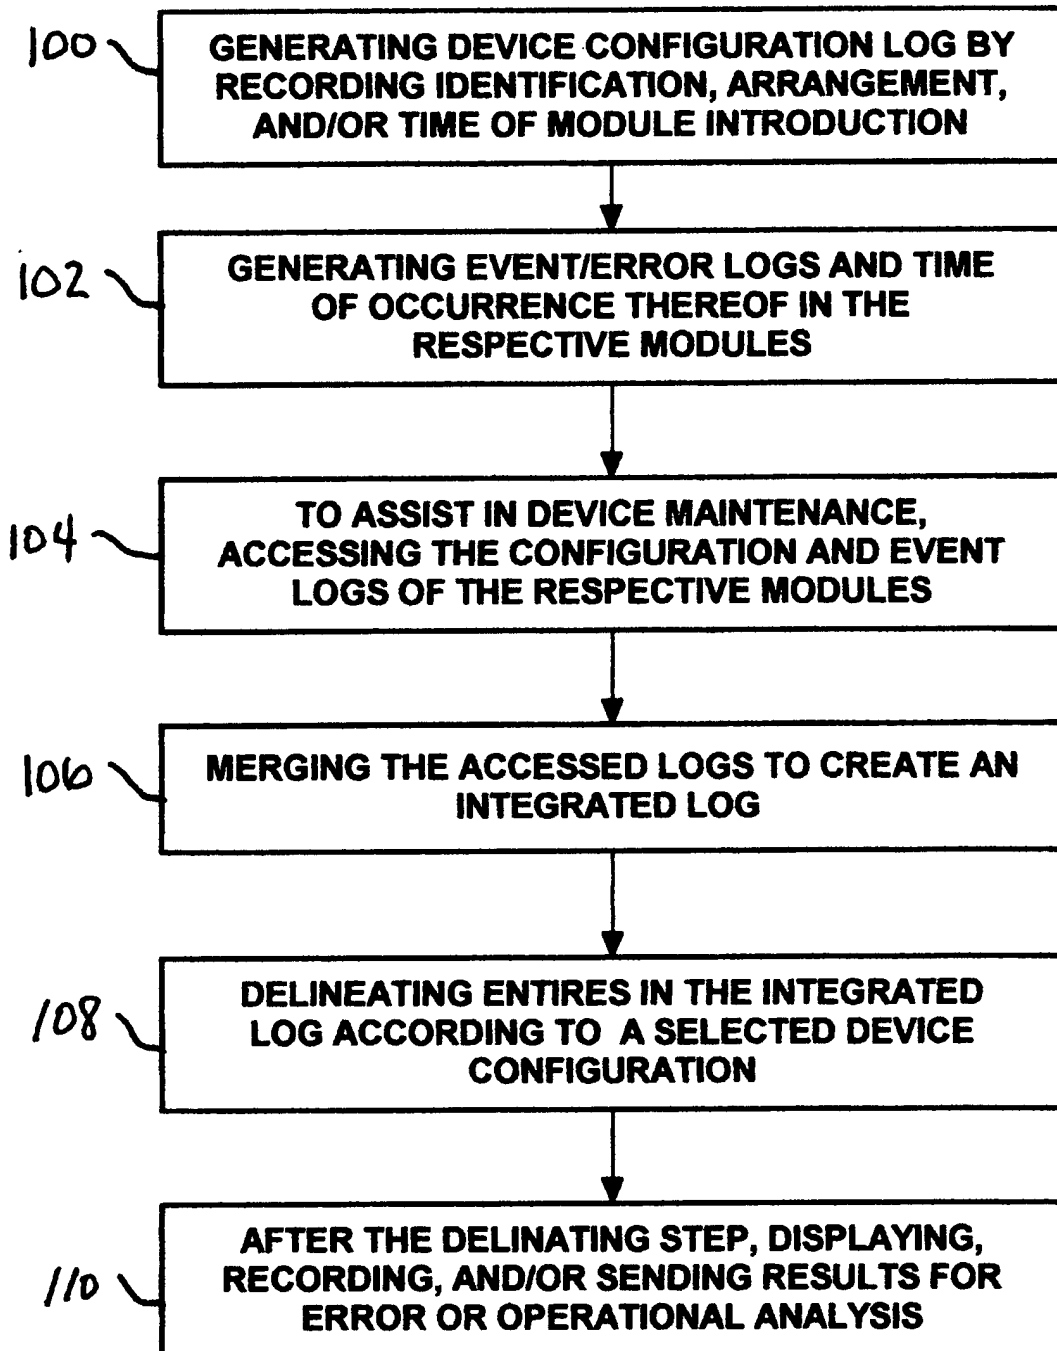 100
GENERATING DEVICE CONFIGURATION LOG BY
RECORDING IDENTIFICATION, ARRANGEMENT,
AND/OR TIME OF MODULE INTRODUCTION
102
GENERATING EVENT/ERROR LOGS AND TIME
OF OCCURRENCE THEREOF IN THE
RESPECTIVE MODULES
104
TO ASSIST IN DEVICE MAINTENANCE,
ACCESSING THE CONFIGURATION AND EVENT
LOGS OF THE RESPECTIVE MODULES
106
MERGING THE ACCESSED LOGS TO CREATE AN
INTEGRATED LOG
108
DELINEATING ENTIRES IN THE INTEGRATED
LOG ACCORDING TO A SELECTED DEVICE
CONFIGURATION
110
AFTER THE DELINATING STEP, DISPLAYING,
RECORDING, AND/OR SENDING RESULTS FOR
ERROR OR OPERATIONAL ANALYSIS